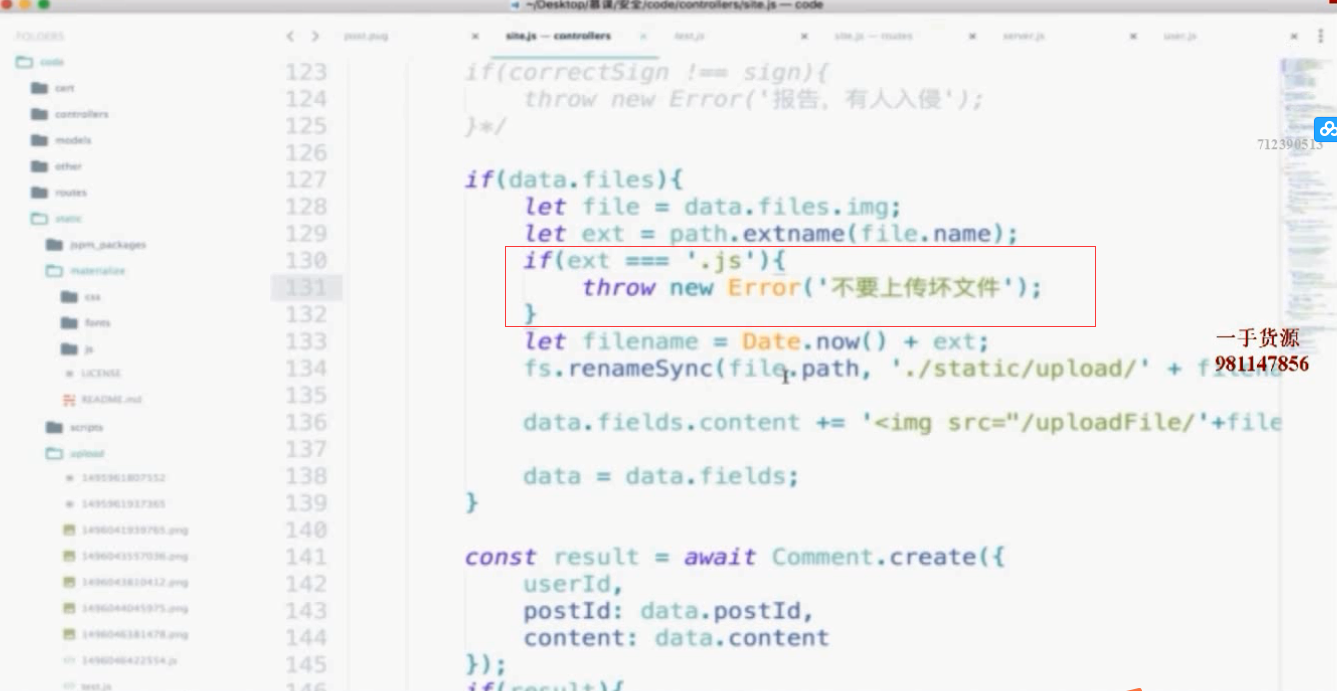 ~/Desktop/慕课/安全/code/controllers/site.js — code
FOLDERS
code
cert
controllers
models
other
routes
static
jspm_packages
materialize
css
fonts
js
LICENSE
README.md
scripts
upload
1495961807552
1495961937365
1496041939765.png
1496043557036.png
1496043810412.png
1496044045975.png
1496046381478.png
1496046422554.js
test.js
post.pug
site.js — controllers
test.js
site.js — routes
server.js
user.js
123 if(correctSign !== sign){
124 throw new Error('报告，有人入侵');
125 }*/
126
127 if(data.files){
128 let file = data.files.img;
129 let ext = path.extname(file.name);
130 if(ext === '.js'){
131 throw new Error('不要上传坏文件');
132 }
133 let filename = Date.now() + ext;
134 fs.renameSync(file.path, './static/upload/' + filena
135
136 data.fields.content += '<img src="/uploadFile/'+file
137
138 data = data.fields;
139 }
140
141 const result = await Comment.create({
142 userId,
143 postId: data.postId,
144 content: data.content
145 });
146 if(result){
712390513
一手货源
981147856